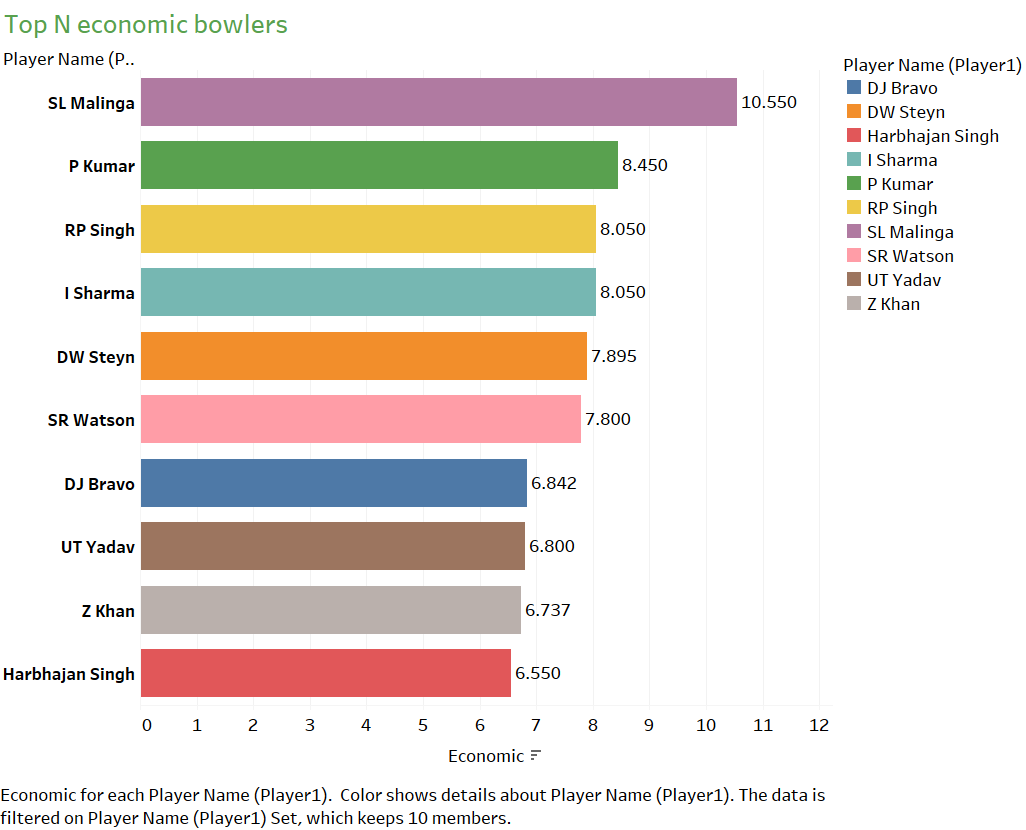 Top N economic bowlers
Player Name (P..
SL Malinga 10.550
P Kumar 8.450
RP Singh 8.050
I Sharma 8.050
DW Steyn 7.895
SR Watson 7.800
DJ Bravo 6.842
UT Yadav 6.800
Z Khan 6.737
Harbhajan Singh 6.550
0 1 2 3 4 5 6 7 8 9 10 11 12
Economic
Player Name (Player1)
DJ Bravo
DW Steyn
Harbhajan Singh
I Sharma
P Kumar
RP Singh
SL Malinga
SR Watson
UT Yadav
Z Khan
Economic for each Player Name (Player1).  Color shows details about Player Name (Player1). The data is
filtered on Player Name (Player1) Set, which keeps 10 members.